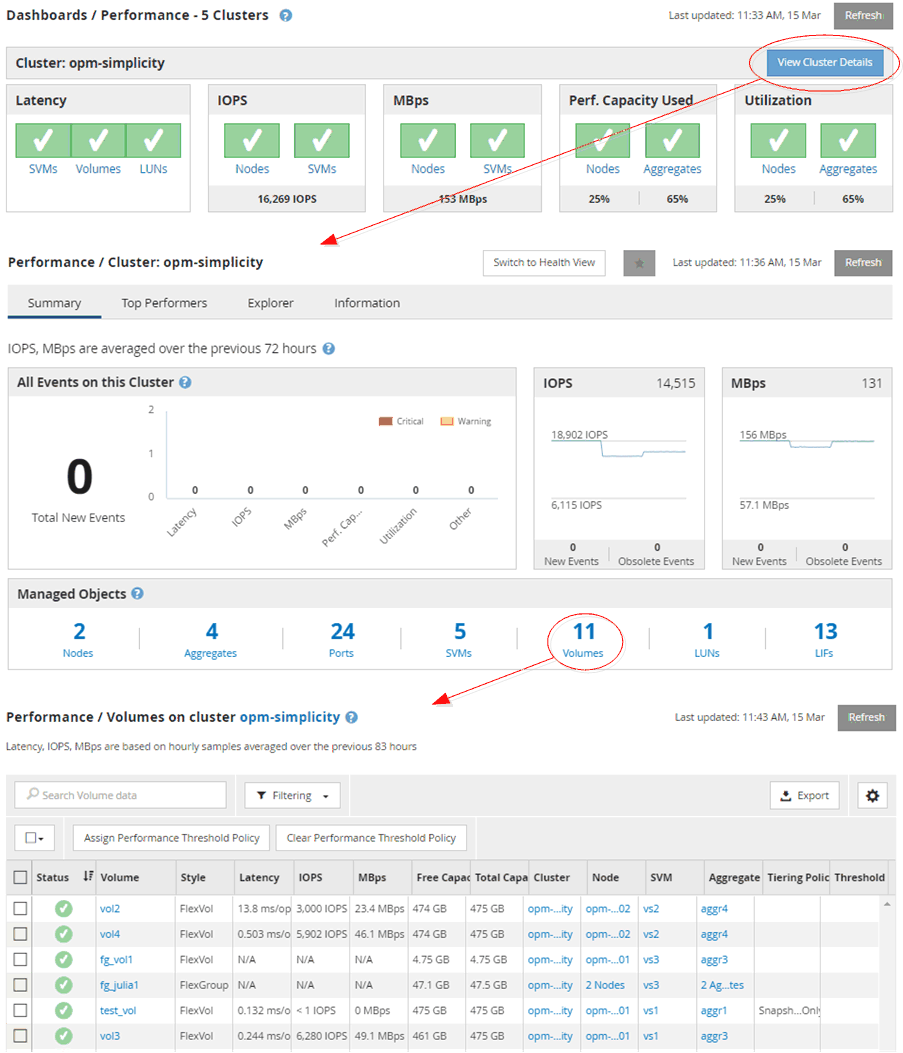 Dashboards / Performance - 5 Clusters ?
Last updated: 11:33 AM, 15 Mar Refresh
Cluster: opm-simplicity View Cluster Details
Latency IOPS MBps Perf. Capacity Used Utilization
SVMs Volumes LUNs Nodes SVMs Nodes SVMs Nodes Aggregates Nodes Aggregates
16,269 IOPS 153 MBps 25% 65% 25% 65%
Performance / Cluster: opm-simplicity Switch to Health View Last updated: 11:36 AM, 15 Mar Refresh
Summary Top Performers Explorer Information
IOPS, MBps are averaged over the previous 72 hours ?
All Events on this Cluster ?
2
1
0
Critical Warning
0
Total New Events
0 0 0 0 0 0
Latency IOPS MBps Perf. Cap... Utilization Other
IOPS 14,515
18,902 IOPS
6,115 IOPS
0 0
New Events Obsolete Events
MBps 131
156 MBps
57.1 MBps
0 0
New Events Obsolete Events
Managed Objects ?
2 4 24 5 11 1 13
Nodes Aggregates Ports SVMs Volumes LUNs LIFs
Performance / Volumes on cluster opm-simplicity ? Last updated: 11:43 AM, 15 Mar Refresh
Latency, IOPS, MBps are based on hourly samples averaged over the previous 83 hours
Search Volume data Filtering Export
Assign Performance Threshold Policy Clear Performance Threshold Policy
Status Volume Style Latency IOPS MBps Free Capac Total Capa Cluster Node SVM Aggregate Tiering Polic Threshold
vol2 FlexVol 13.8 ms/op 3,000 IOPS 23.4 MBps 474 GB 475 GB opm-...ity opm-...02 vs2 aggr4
vol4 FlexVol 0.503 ms/o 5,902 IOPS 46.1 MBps 474 GB 475 GB opm-...ity opm-...02 vs2 aggr4
fg_vol1 FlexVol N/A N/A N/A 4.75 GB 4.75 GB opm-...ity opm-...01 vs3 aggr3
fg_julia1 FlexGroup N/A N/A N/A 47.1 GB 47.5 GB opm-...ity 2 Nodes vs3 2 Ag...tes
test_vol FlexVol 0.132 ms/o < 1 IOPS 0 MBps 475 GB 475 GB opm-...ity opm-...01 vs1 aggr1 Snapsh...Only
vol3 FlexVol 0.244 ms/o 6,280 IOPS 49.1 MBps 461 GB 475 GB opm-...ity opm-...01 vs1 aggr3